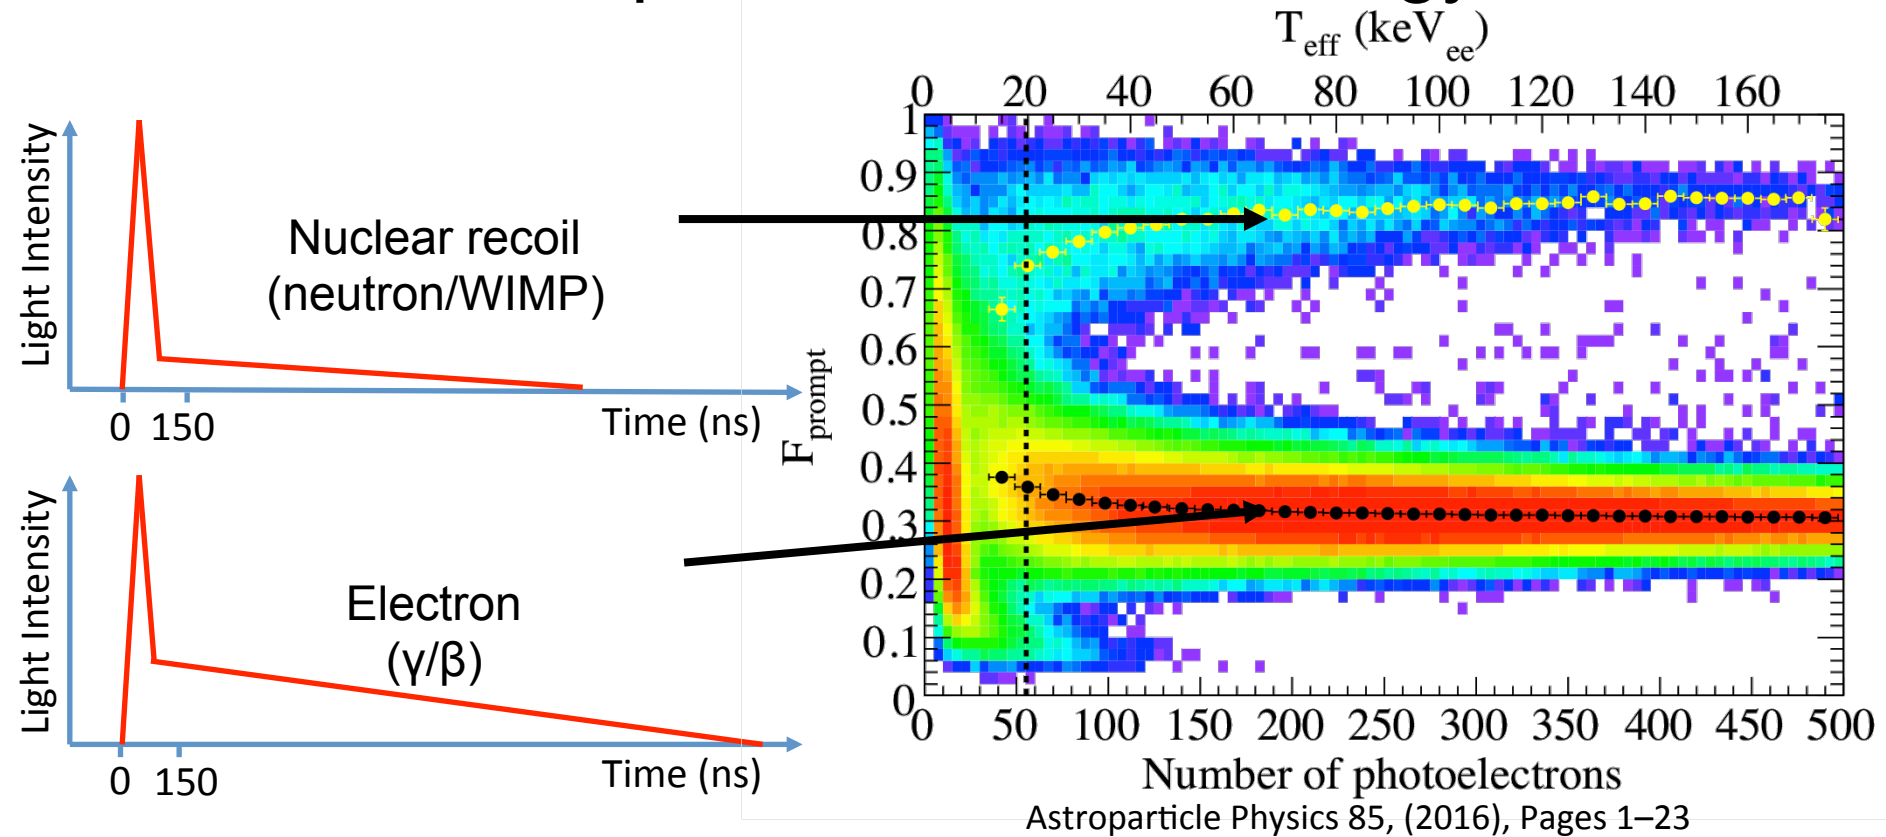 Light Intensity
Nuclear recoil
(neutron/WIMP)
0 150
Time (ns)
Light Intensity
Electron
(γ/β)
0 150
Time (ns)
T_eff (keV_ee)
0 20 40 60 80 100 120 140 160
F_prompt
1
0.9
0.8
0.7
0.6
0.5
0.4
0.3
0.2
0.1
0
0 50 100 150 200 250 300 350 400 450 500
Number of photoelectrons
Astroparticle Physics 85, (2016), Pages 1–23